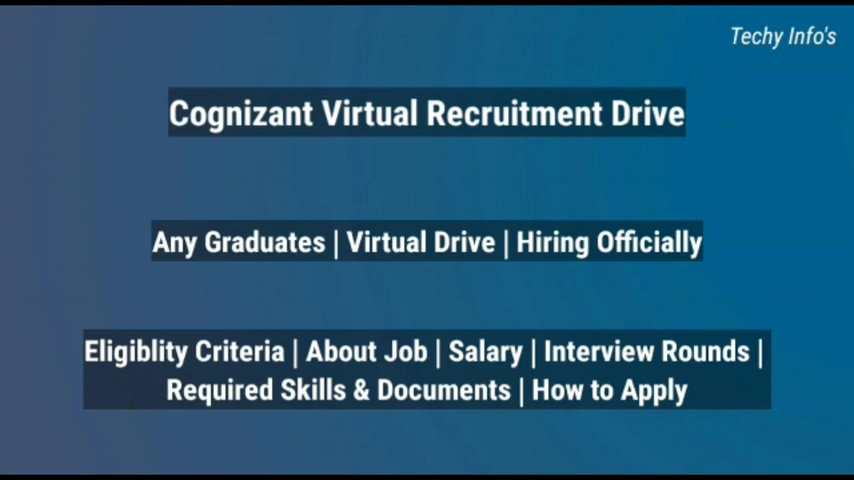 Techy Info's
Cognizant Virtual Recruitment Drive
Any Graduates | Virtual Drive | Hiring Officially
Eligiblity Criteria | About Job | Salary | Interview Rounds |
Required Skills & Documents | How to Apply